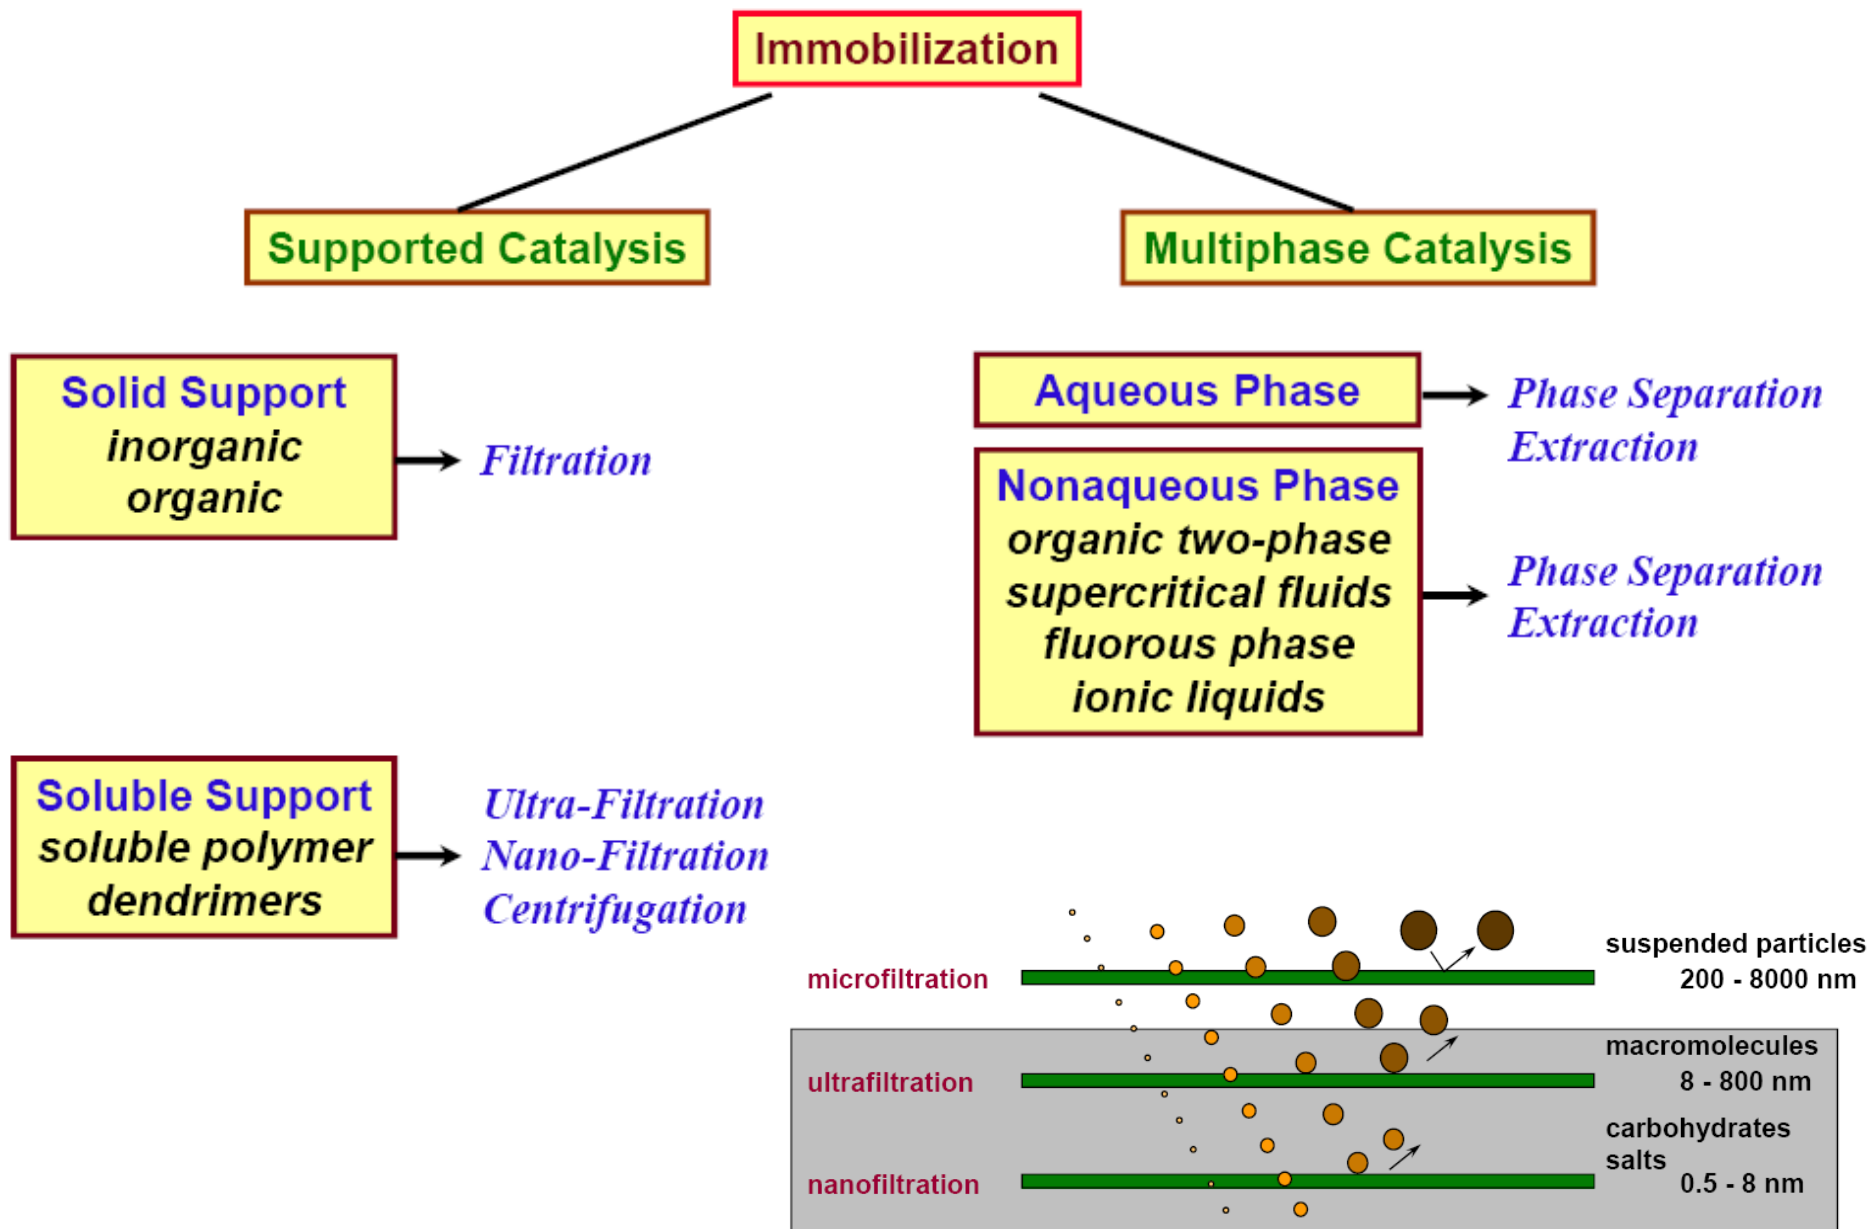 Immobilization
Supported Catalysis
Multiphase Catalysis
Solid Support
inorganic
organic
Filtration
Soluble Support
soluble polymer
dendrimers
Ultra-Filtration
Nano-Filtration
Centrifugation
Aqueous Phase
Phase Separation
Extraction
Nonaqueous Phase
organic two-phase
supercritical fluids
fluorous phase
ionic liquids
Phase Separation
Extraction
microfiltration
suspended particles
200 - 8000 nm
ultrafiltration
macromolecules
8 - 800 nm
nanofiltration
carbohydrates
salts
0.5 - 8 nm